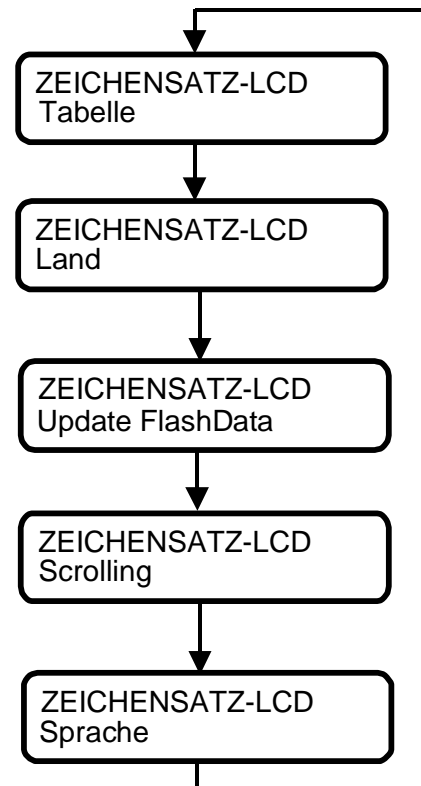 ZEICHENSATZ-LCD
Tabelle
ZEICHENSATZ-LCD
Land
ZEICHENSATZ-LCD
Update FlashData
ZEICHENSATZ-LCD
Scrolling
ZEICHENSATZ-LCD
Sprache